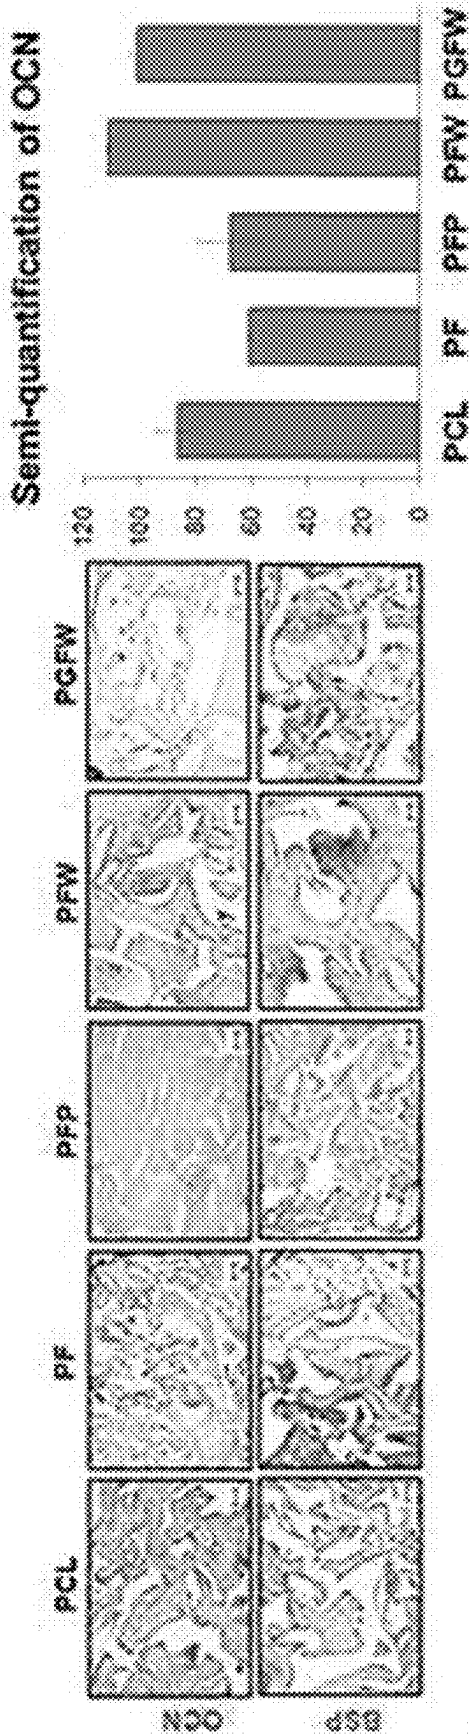 PCL PF PFP PFW PGFW
OCN
BSP
Semi-quantification of OCN
120
100
80
60
40
20
0
PCL PF PFP PFW PGFW